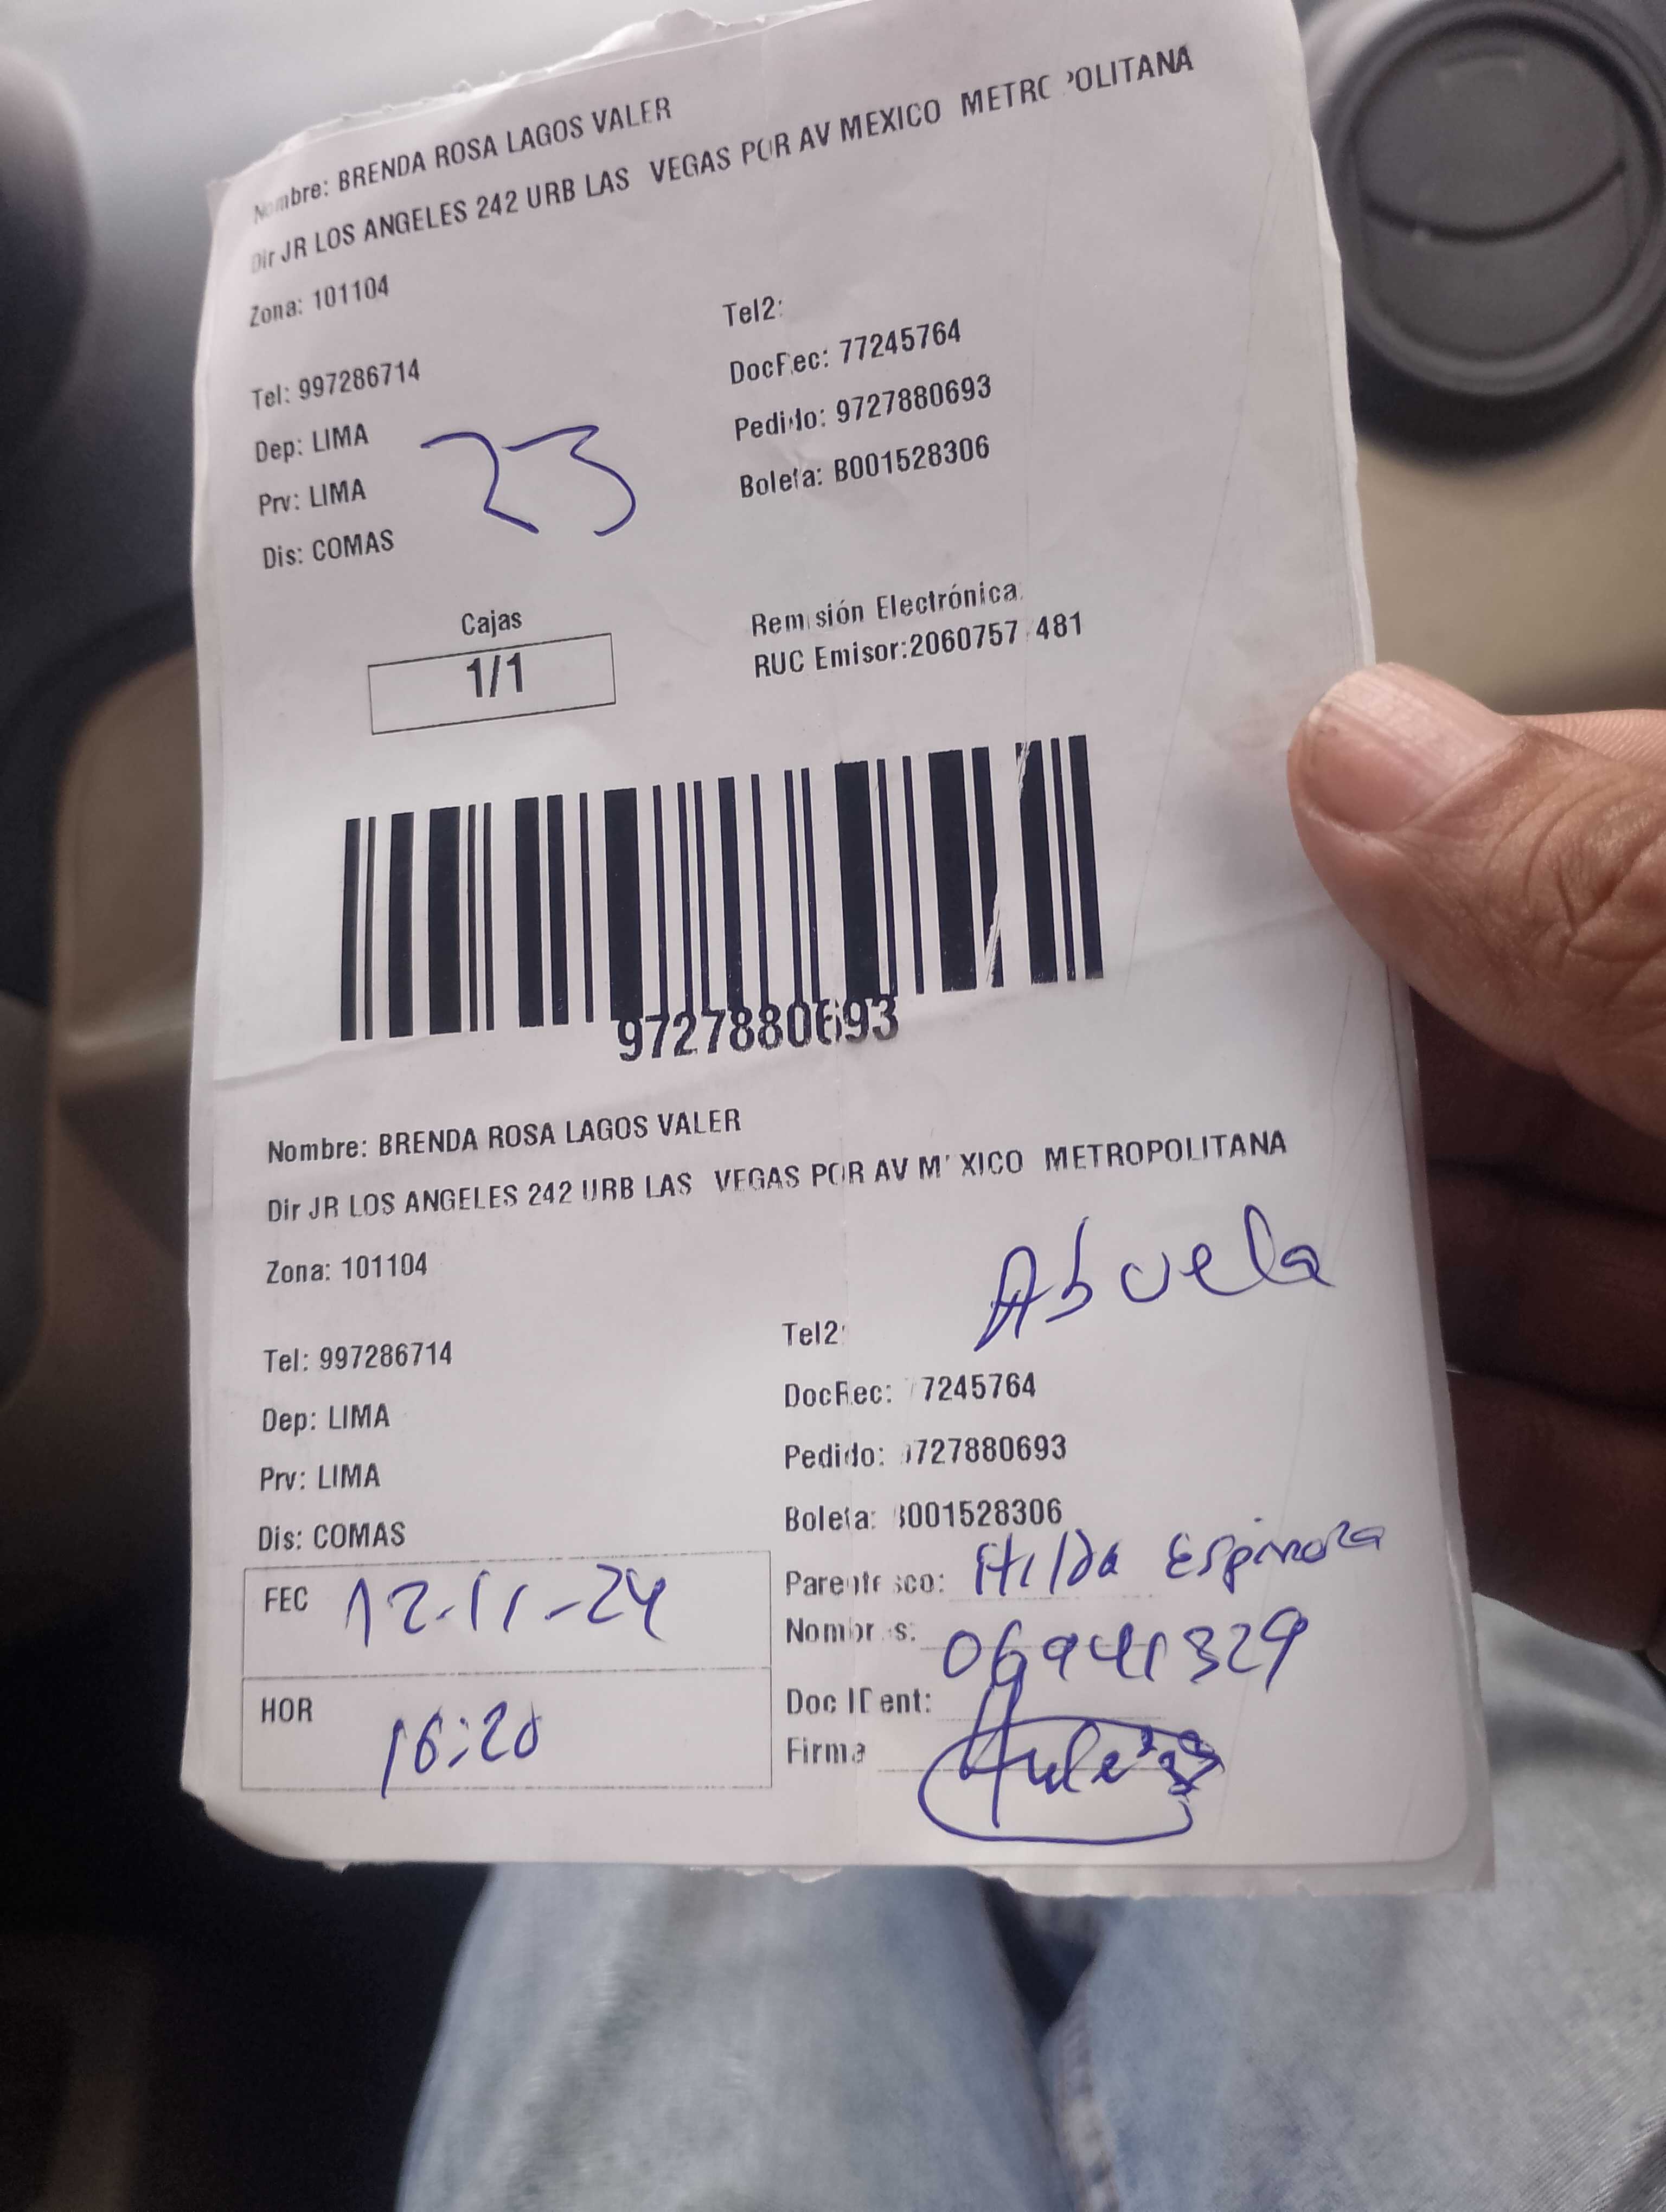 Nombre: BRENDA ROSA LAGOS VALER
Dir JR LOS ANGELES 242 URB LAS VEGAS POR AV MEXICO METRO POLITANA
Zona: 101104
Tel2:
Tel: 997286714
DocRec: 77245764
Dep: LIMA
Pedido: 9727880693
Prv: LIMA
23
Boleta: B001528306
Dis: COMAS
Cajas
1/1
Remisión Electrónica
RUC Emisor:2060757 481
9727880693
Nombre: BRENDA ROSA LAGOS VALER
Dir JR LOS ANGELES 242 URB LAS VEGAS POR AV M XICO METROPOLITANA
Zona: 101104
Abuela
Tel2:
Tel: 997286714
DocRec: 7245764
Dep: LIMA
Pedido: 9727880693
Prv: LIMA
Boleta: B001528306
Dis: COMAS
FEC 12-11-24
Parentesco: Hilda Espinoza
Nombres: 06941329
HOR 16:20
Doc IDent:
Firma